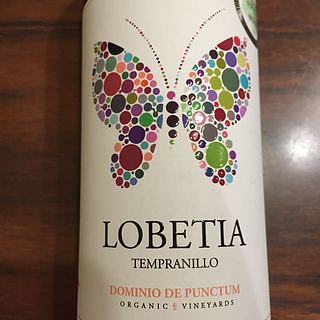 LOBETIA
TEMPRANILLO
DOMINIO DE PUNCTUM
ORGANIC VINEYARDS